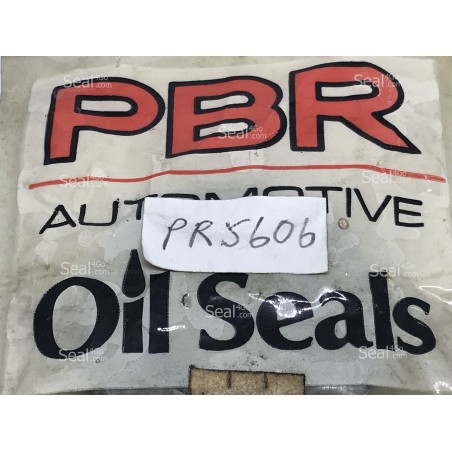 PBR
AUTOMOTIVE
PR5606
Oil Seals